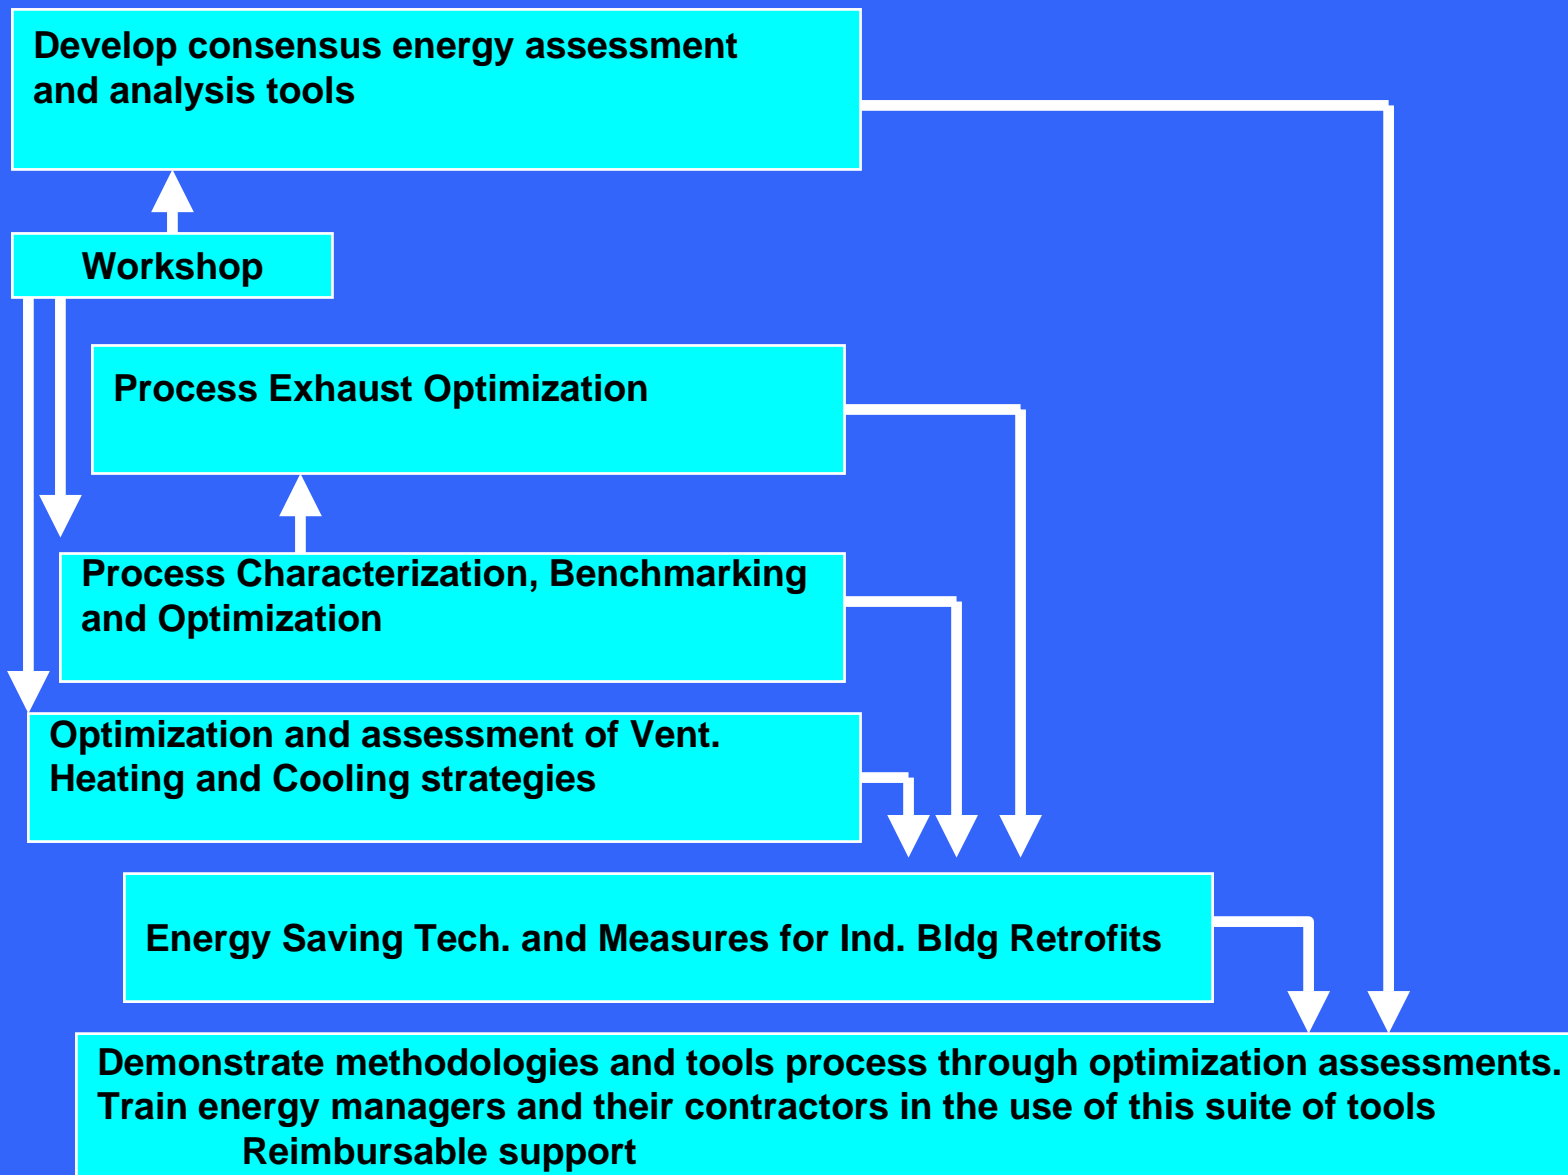 Develop consensus energy assessment
and analysis tools
Workshop
Process Exhaust Optimization
Process Characterization, Benchmarking
and Optimization
Optimization and assessment of Vent.
Heating and Cooling strategies
Energy Saving Tech. and Measures for Ind. Bldg Retrofits
Demonstrate methodologies and tools process through optimization assessments.
Train energy managers and their contractors in the use of this suite of tools
Reimbursable support